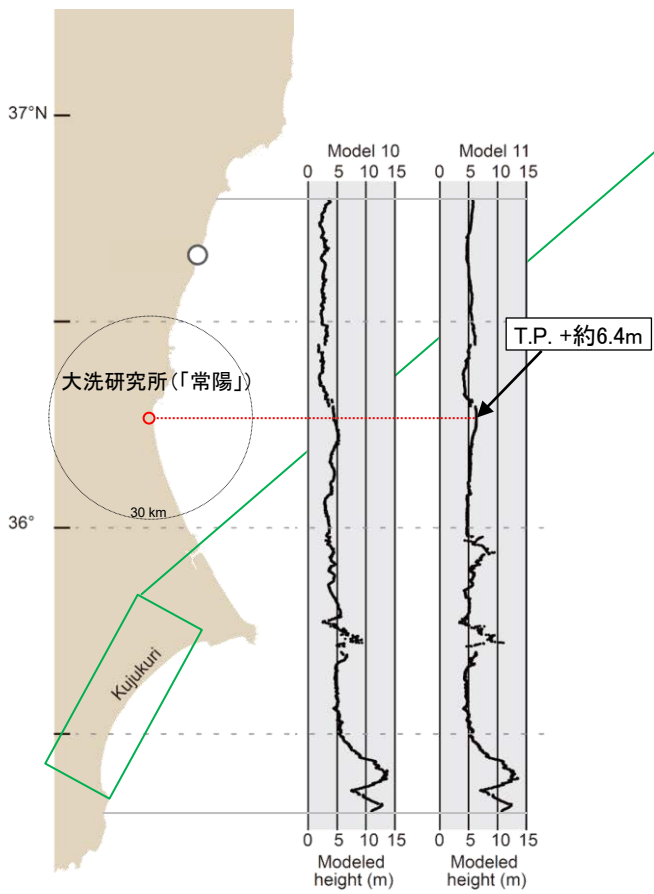 37°N
Model 10
Model 11
0 5 10 15
0 5 10 15
T.P. +約6.4m
大洗研究所(「常陽」)
30 km
36°
Kujukuri
0 5 10 15
0 5 10 15
Modeled
height (m)
Modeled
height (m)